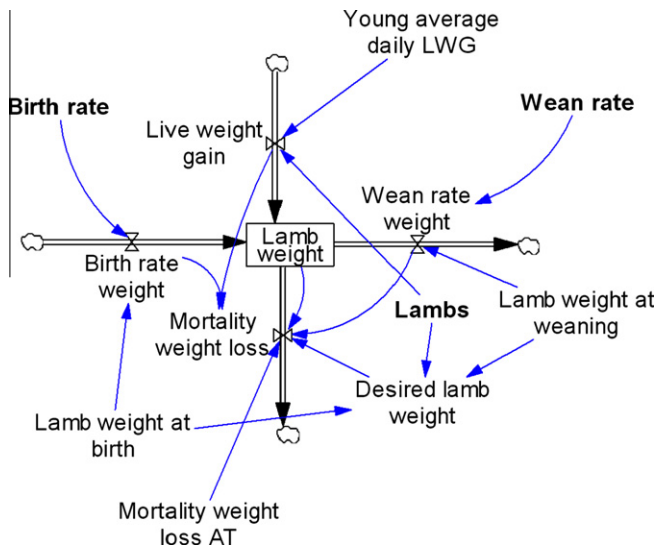 Young average
daily LWG
Birth rate
Wean rate
Live weight
gain
Wean rate
weight
Lamb
weight
Birth rate
weight
Lambs
Lamb weight at
weaning
Mortality
weight loss
Desired lamb
weight
Lamb weight at
birth
Mortality weight
loss AT